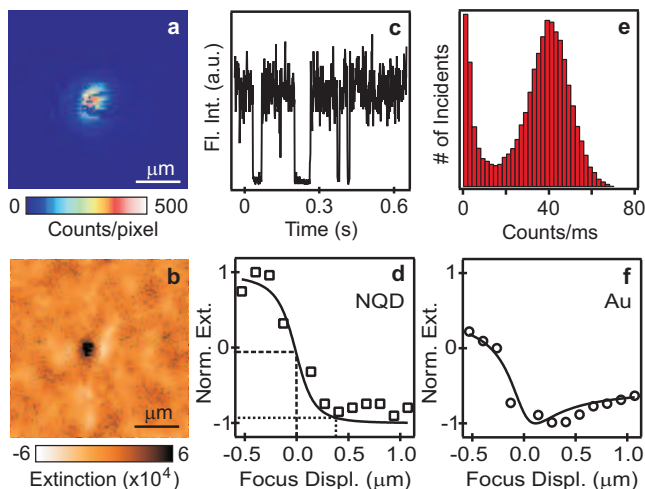 a
μm
0 500
Counts/pixel
b
μm
-6 6
Extinction (x10⁴)
c
Fl. Int. (a.u.)
0 0.3 0.6
Time (s)
d
NQD
Norm. Ext.
1
0
-1
-0.5 0.0 0.5 1.0
Focus Displ. (μm)
e
# of Incidents
0 40 80
Counts/ms
f
Au
Norm. Ext.
1
0
-1
-0.5 0.0 0.5 1.0
Focus Displ. (μm)